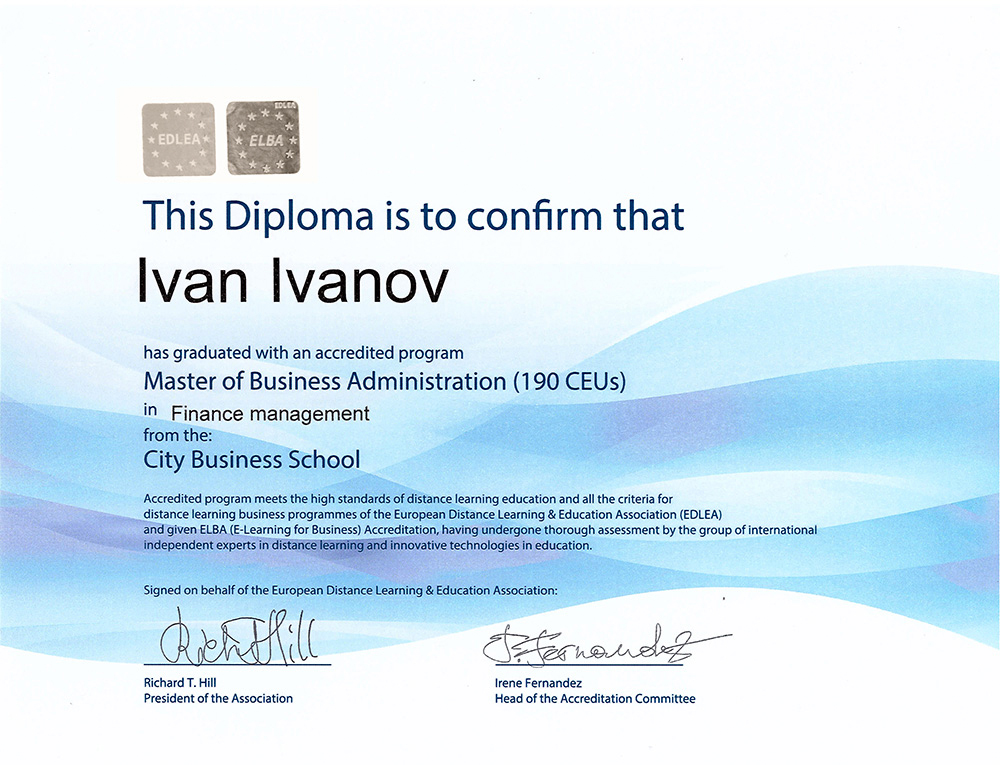 EDLEA
EDLEA
ELBA
This Diploma is to confirm that
Ivan Ivanov
has graduated with an accredited program
Master of Business Administration (190 CEUs)
in Finance management
from the:
City Business School
Accredited program meets the high standards of distance learning education and all the criteria for
distance learning business programmes of the European Distance Learning & Education Association (EDLEA)
and given ELBA (E-Learning for Business) Accreditation, having undergone thorough assessment by the group of international
independent experts in distance learning and innovative technologies in education.
Signed on behalf of the European Distance Learning & Education Association:
Richard T. Hill
President of the Association
Irene Fernandez
Head of the Accreditation Committee